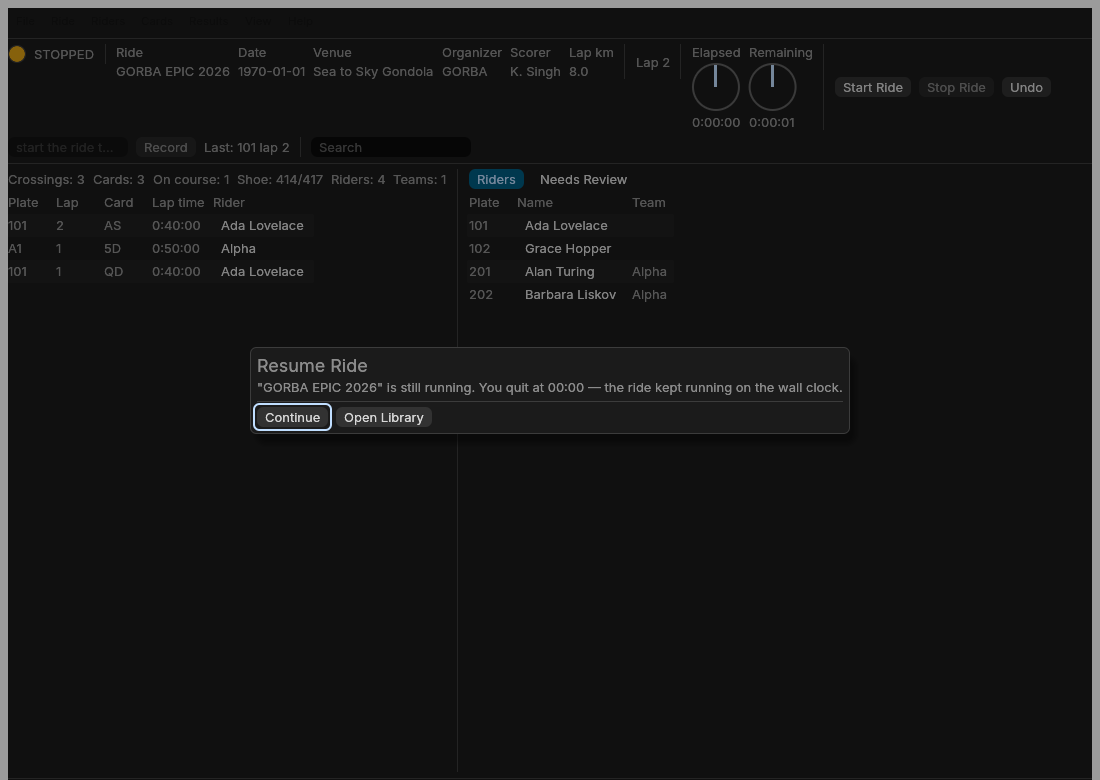 STOPPED
Ride Date Venue Organizer Scorer Lap km
GORBA EPIC 2026 1970-01-01 Sea to Sky Gondola GORBA K. Singh 8.0
Lap 2
Elapsed Remaining
0:00:00 0:00:01
Start Ride Stop Ride Undo
start the ride t... Record Last: 101 lap 2 Search
Crossings: 3 Cards: 3 On course: 1 Shoe: 414/417 Riders: 4 Teams: 1
Plate Lap Card Lap time Rider
101 2 AS 0:40:00 Ada Lovelace
A1 1 5D 0:50:00 Alpha
101 1 QD 0:40:00 Ada Lovelace
Riders Needs Review
Plate Name Team
101 Ada Lovelace
102 Grace Hopper
201 Alan Turing Alpha
202 Barbara Liskov Alpha
Resume Ride
"GORBA EPIC 2026" is still running. You quit at 00:00 — the ride kept running on the wall clock.
Continue Open Library